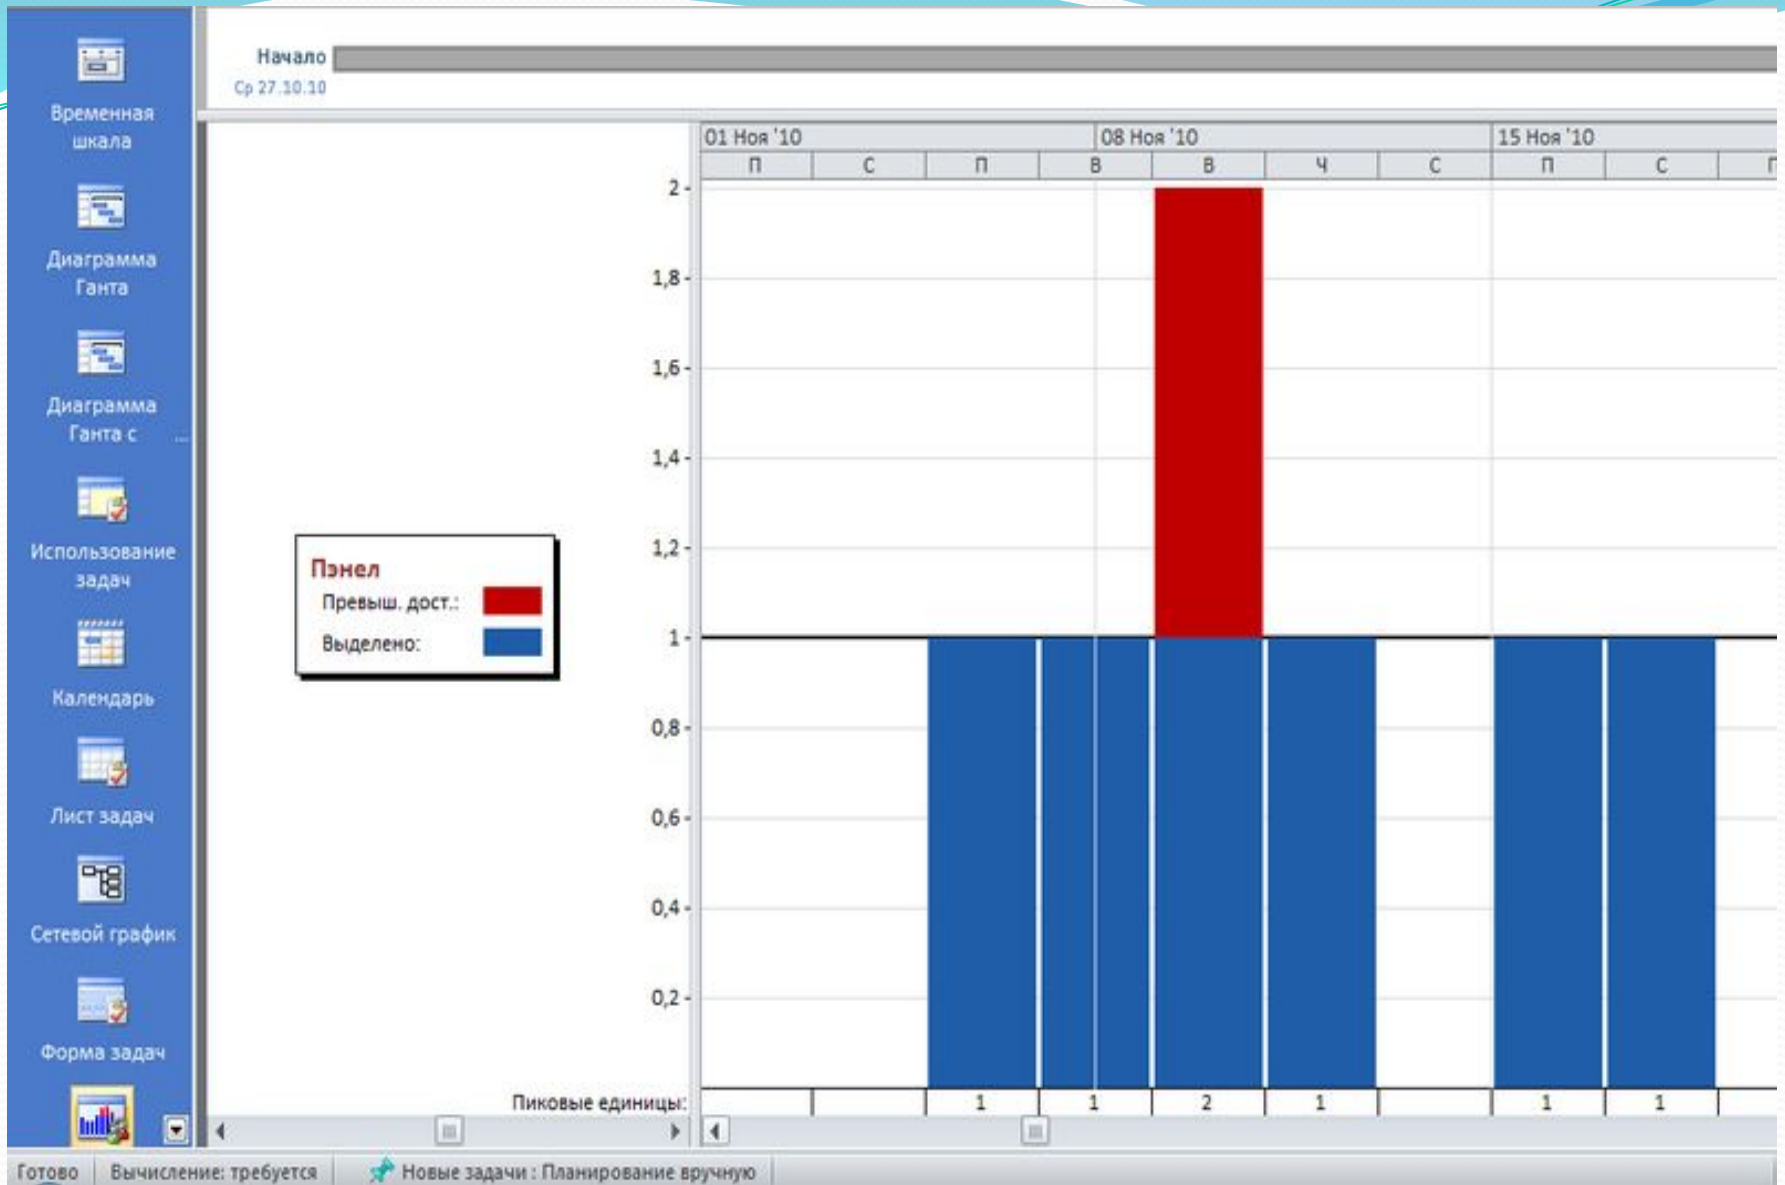 Временная
шкала
Диаграмма
Ганта
Диаграмма
Ганта с ...
Использование
задач
Календарь
Лист задач
Сетевой график
Форма задач
Начало
Ср 27.10.10
01 Ноя '10 08 Ноя '10 15 Ноя '10
П С П В В Ч С П С
2
1,8
1,6
1,4
1,2
1
0,8
0,6
0,4
0,2
Пэнел
Превыш. дост.:
Выделено:
Пиковые единицы: 1 1 2 1 1 1
Готово Вычисление: требуется Новые задачи : Планирование вручную